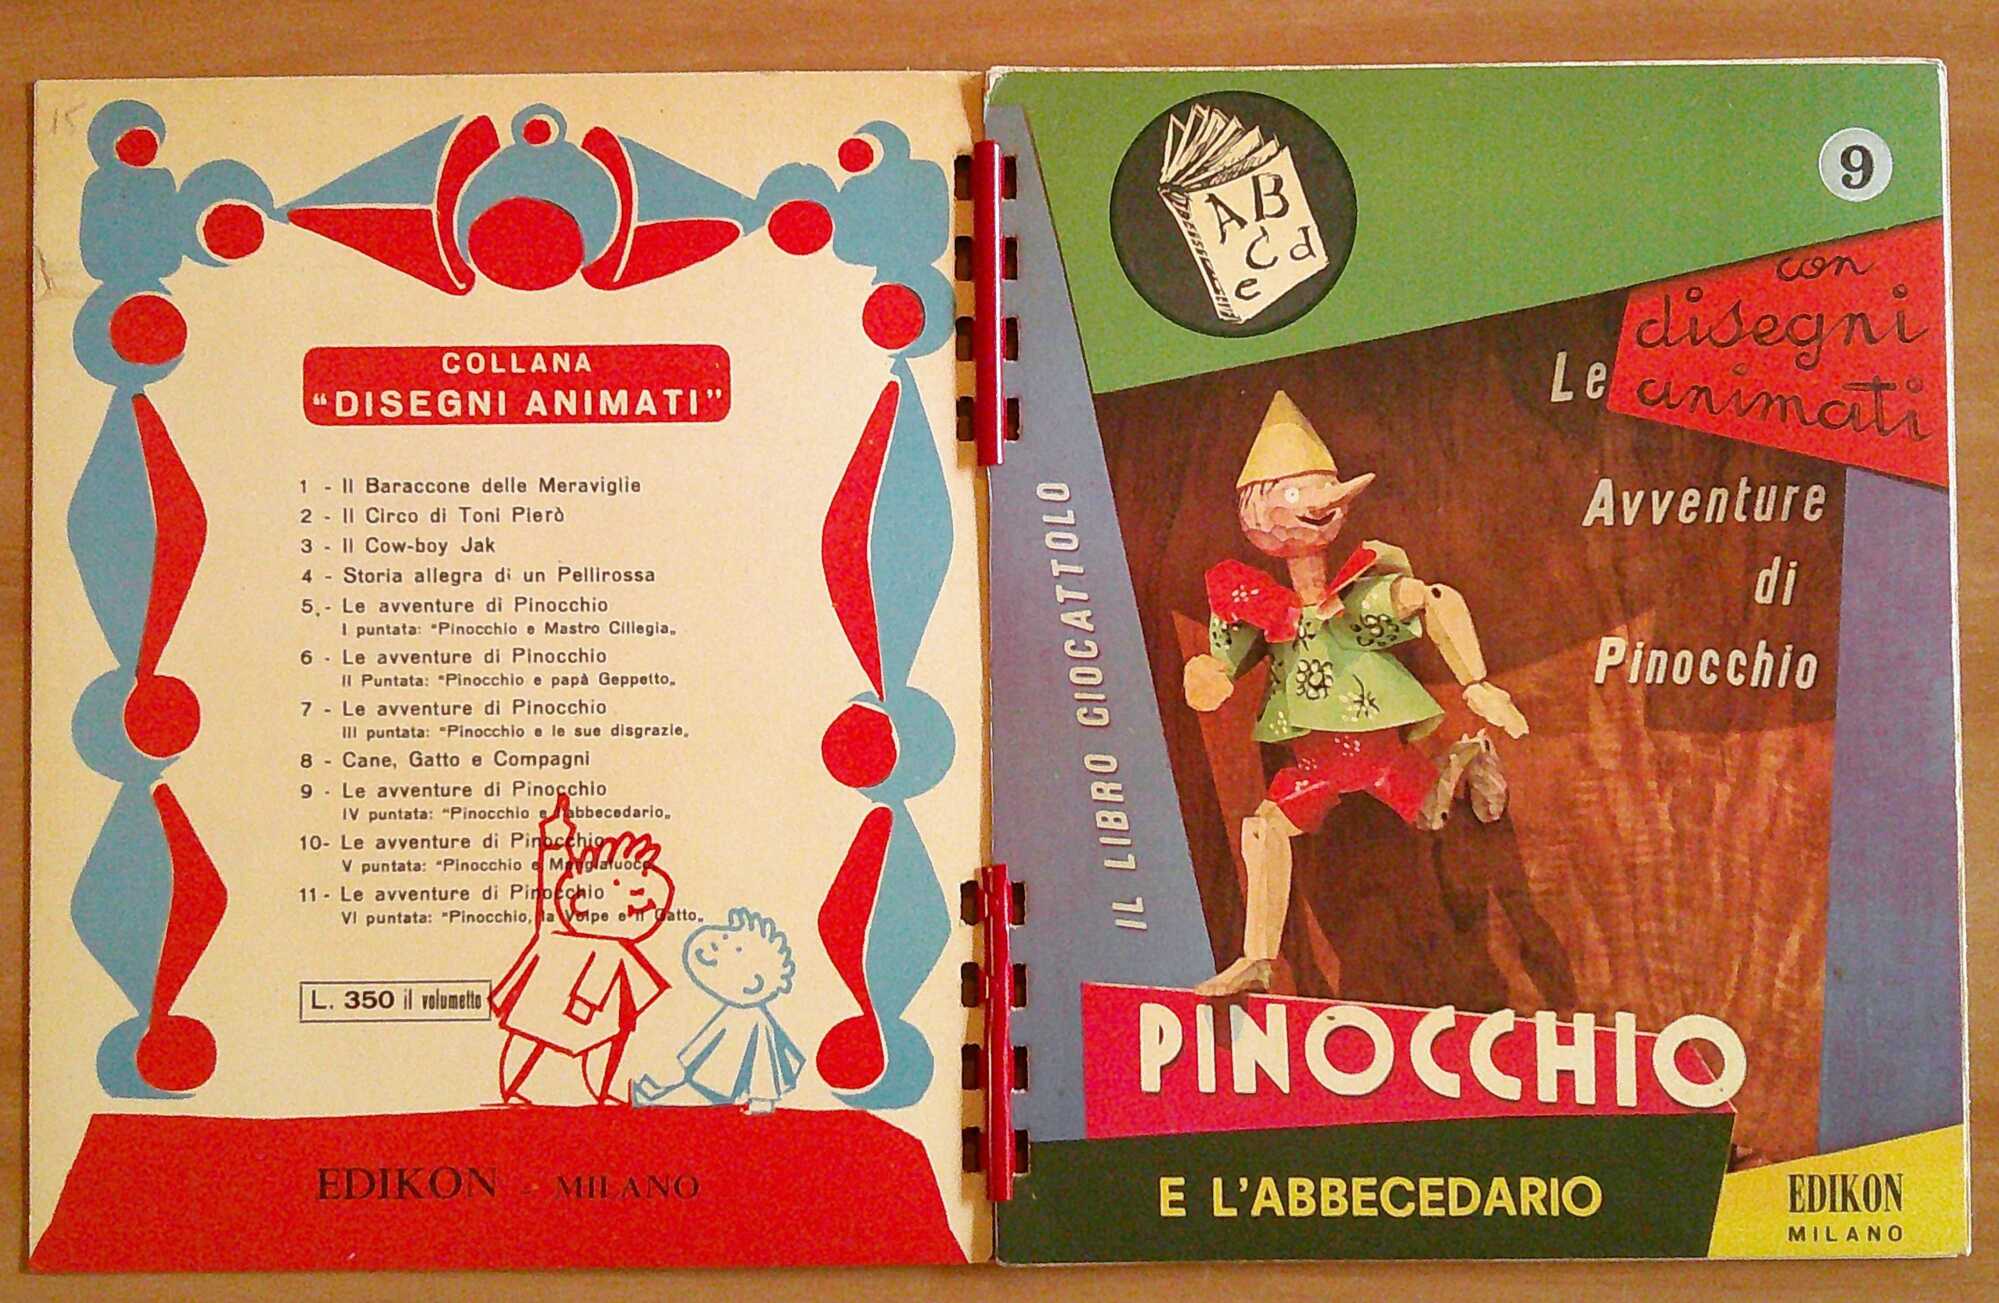 15
COLLANA
"DISEGNI ANIMATI"
1 - Il Baraccone delle Meraviglie
2 - Il Circo di Toni Pierò
3 - Il Cow-boy Jak
4 - Storia allegra di un Pellirossa
5.- Le avventure di Pinocchio
I puntata: "Pinocchio e Mastro Cillegia„
6 - Le avventure di Pinocchio
II Puntata: "Pinocchio e papà Geppetto„
7 - Le avventure di Pinocchio
III puntata: "Pinocchio e le sue disgrazie„
8 - Cane, Gatto e Compagni
9 - Le avventure di Pinocchio
IV puntata: "Pinocchio e l'abbecedario„
10- Le avventure di Pinocchio
V puntata: "Pinocchio e Mangiafuoco„
11 - Le avventure di Pinocchio
VI puntata: "Pinocchio, la Volpe e il Gatto„
L. 350 il volumetto
EDIKON - MILANO
A B C d e
9
con
disegni
animati
Le
Avventure
di
Pinocchio
IL LIBRO GIOCATTOLO
PINOCCHIO
E L'ABBECEDARIO
EDIKON
MILANO